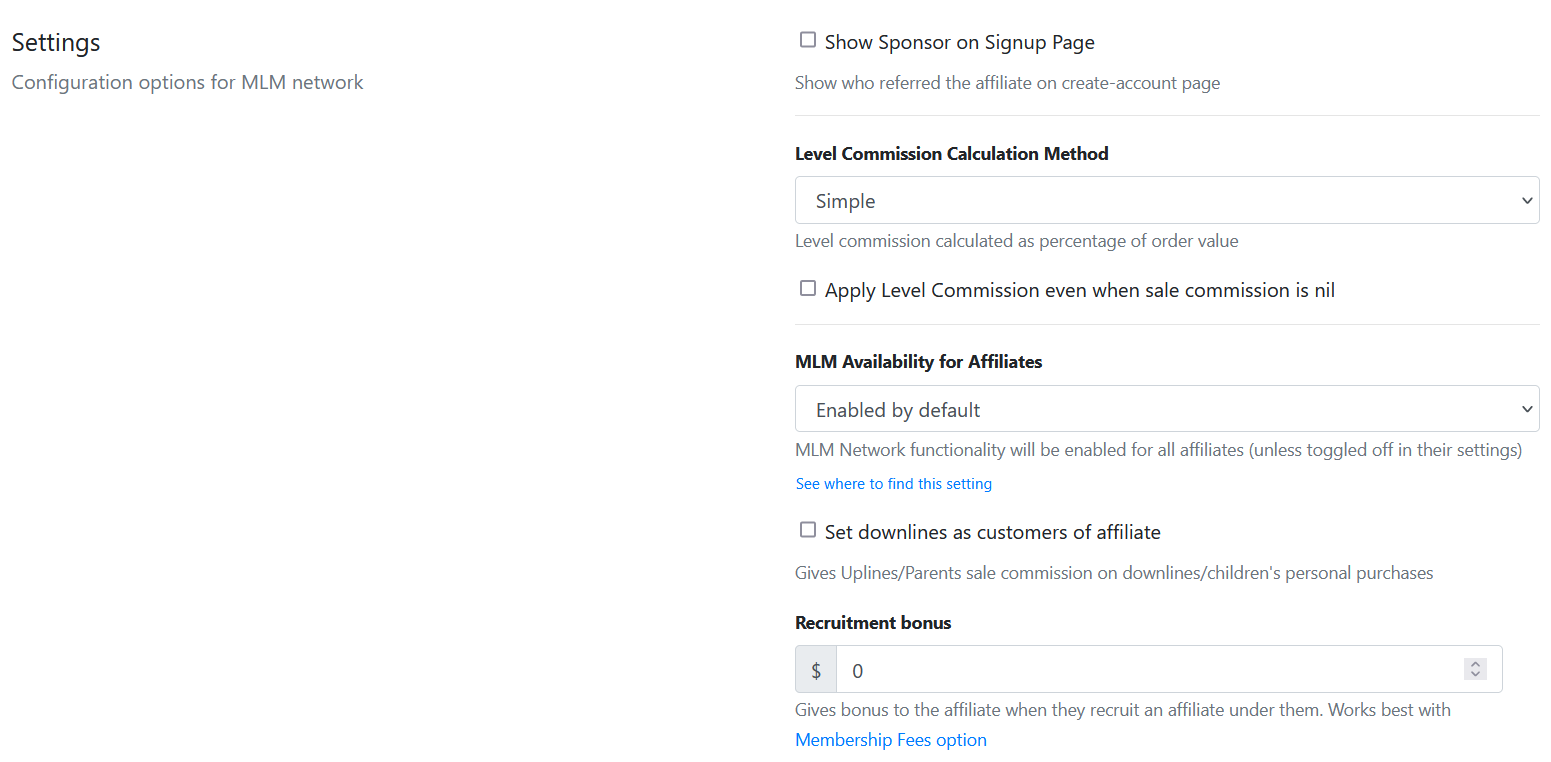 Settings
Configuration options for MLM network
Show Sponsor on Signup Page
Show who referred the affiliate on create-account page
Level Commission Calculation Method
Simple
Level commission calculated as percentage of order value
Apply Level Commission even when sale commission is nil
MLM Availability for Affiliates
Enabled by default
MLM Network functionality will be enabled for all affiliates (unless toggled off in their settings)
See where to find this setting
Set downlines as customers of affiliate
Gives Uplines/Parents sale commission on downlines/children's personal purchases
Recruitment bonus
$ 0
Gives bonus to the affiliate when they recruit an affiliate under them. Works best with
Membership Fees option